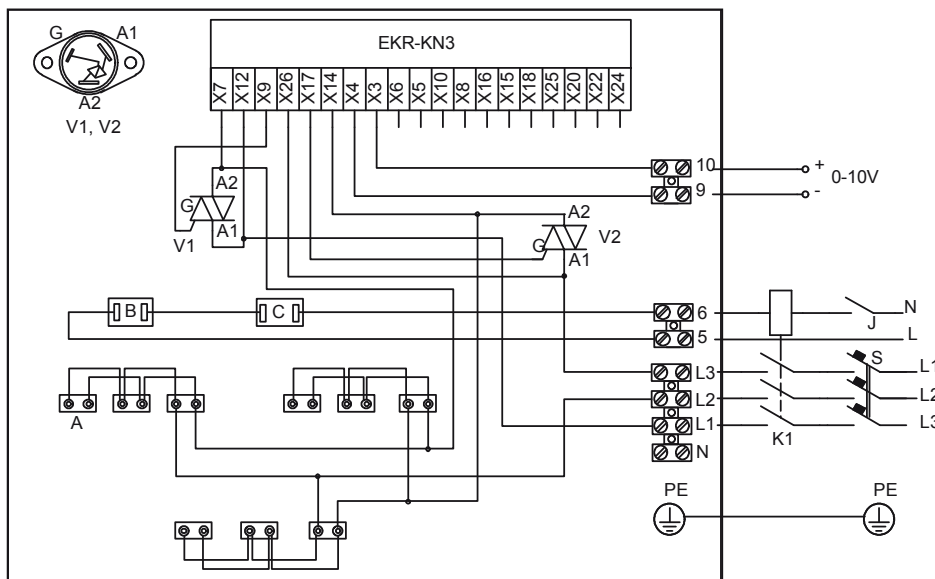 G A1
A2
V1, V2
EKR-KN3
X7 X12 X9 X26 X17 X14 X4 X3 X6 X5 X10 X8 X16 X15 X18 X25 X20 X22 X24
10 +
0-10V
9 -
A2
G
A1
V1
A2
G V2
A1
B C 6 J N
5 L
L3 S L1
L2 L2
L1 K1 L3
N
A
PE PE